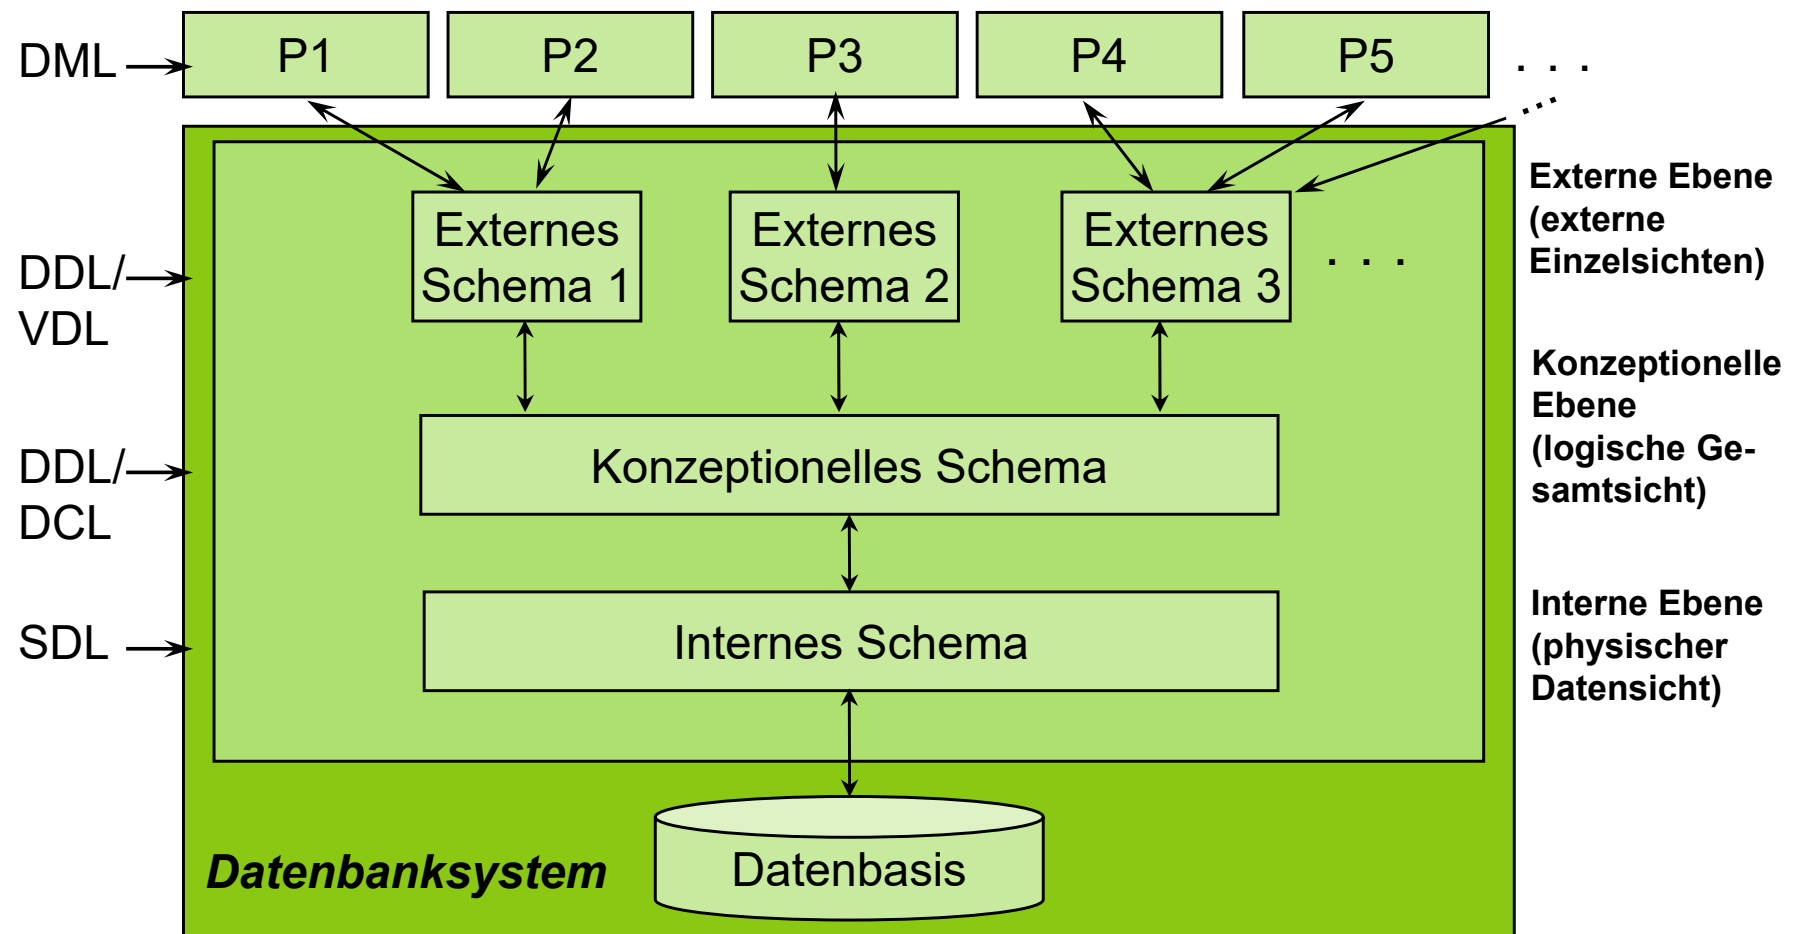 DML
P1
P2
P3
P4
P5
. . .
Externes
Schema 1
Externes
Schema 2
Externes
Schema 3
. . .
Externe Ebene
(externe
Einzelsichten)
DDL/
VDL
Konzeptionelle
Ebene
(logische Ge-
samtsicht)
DDL/
DCL
Konzeptionelles Schema
SDL
Internes Schema
Interne Ebene
(physischer
Datensicht)
Datenbanksystem
Datenbasis